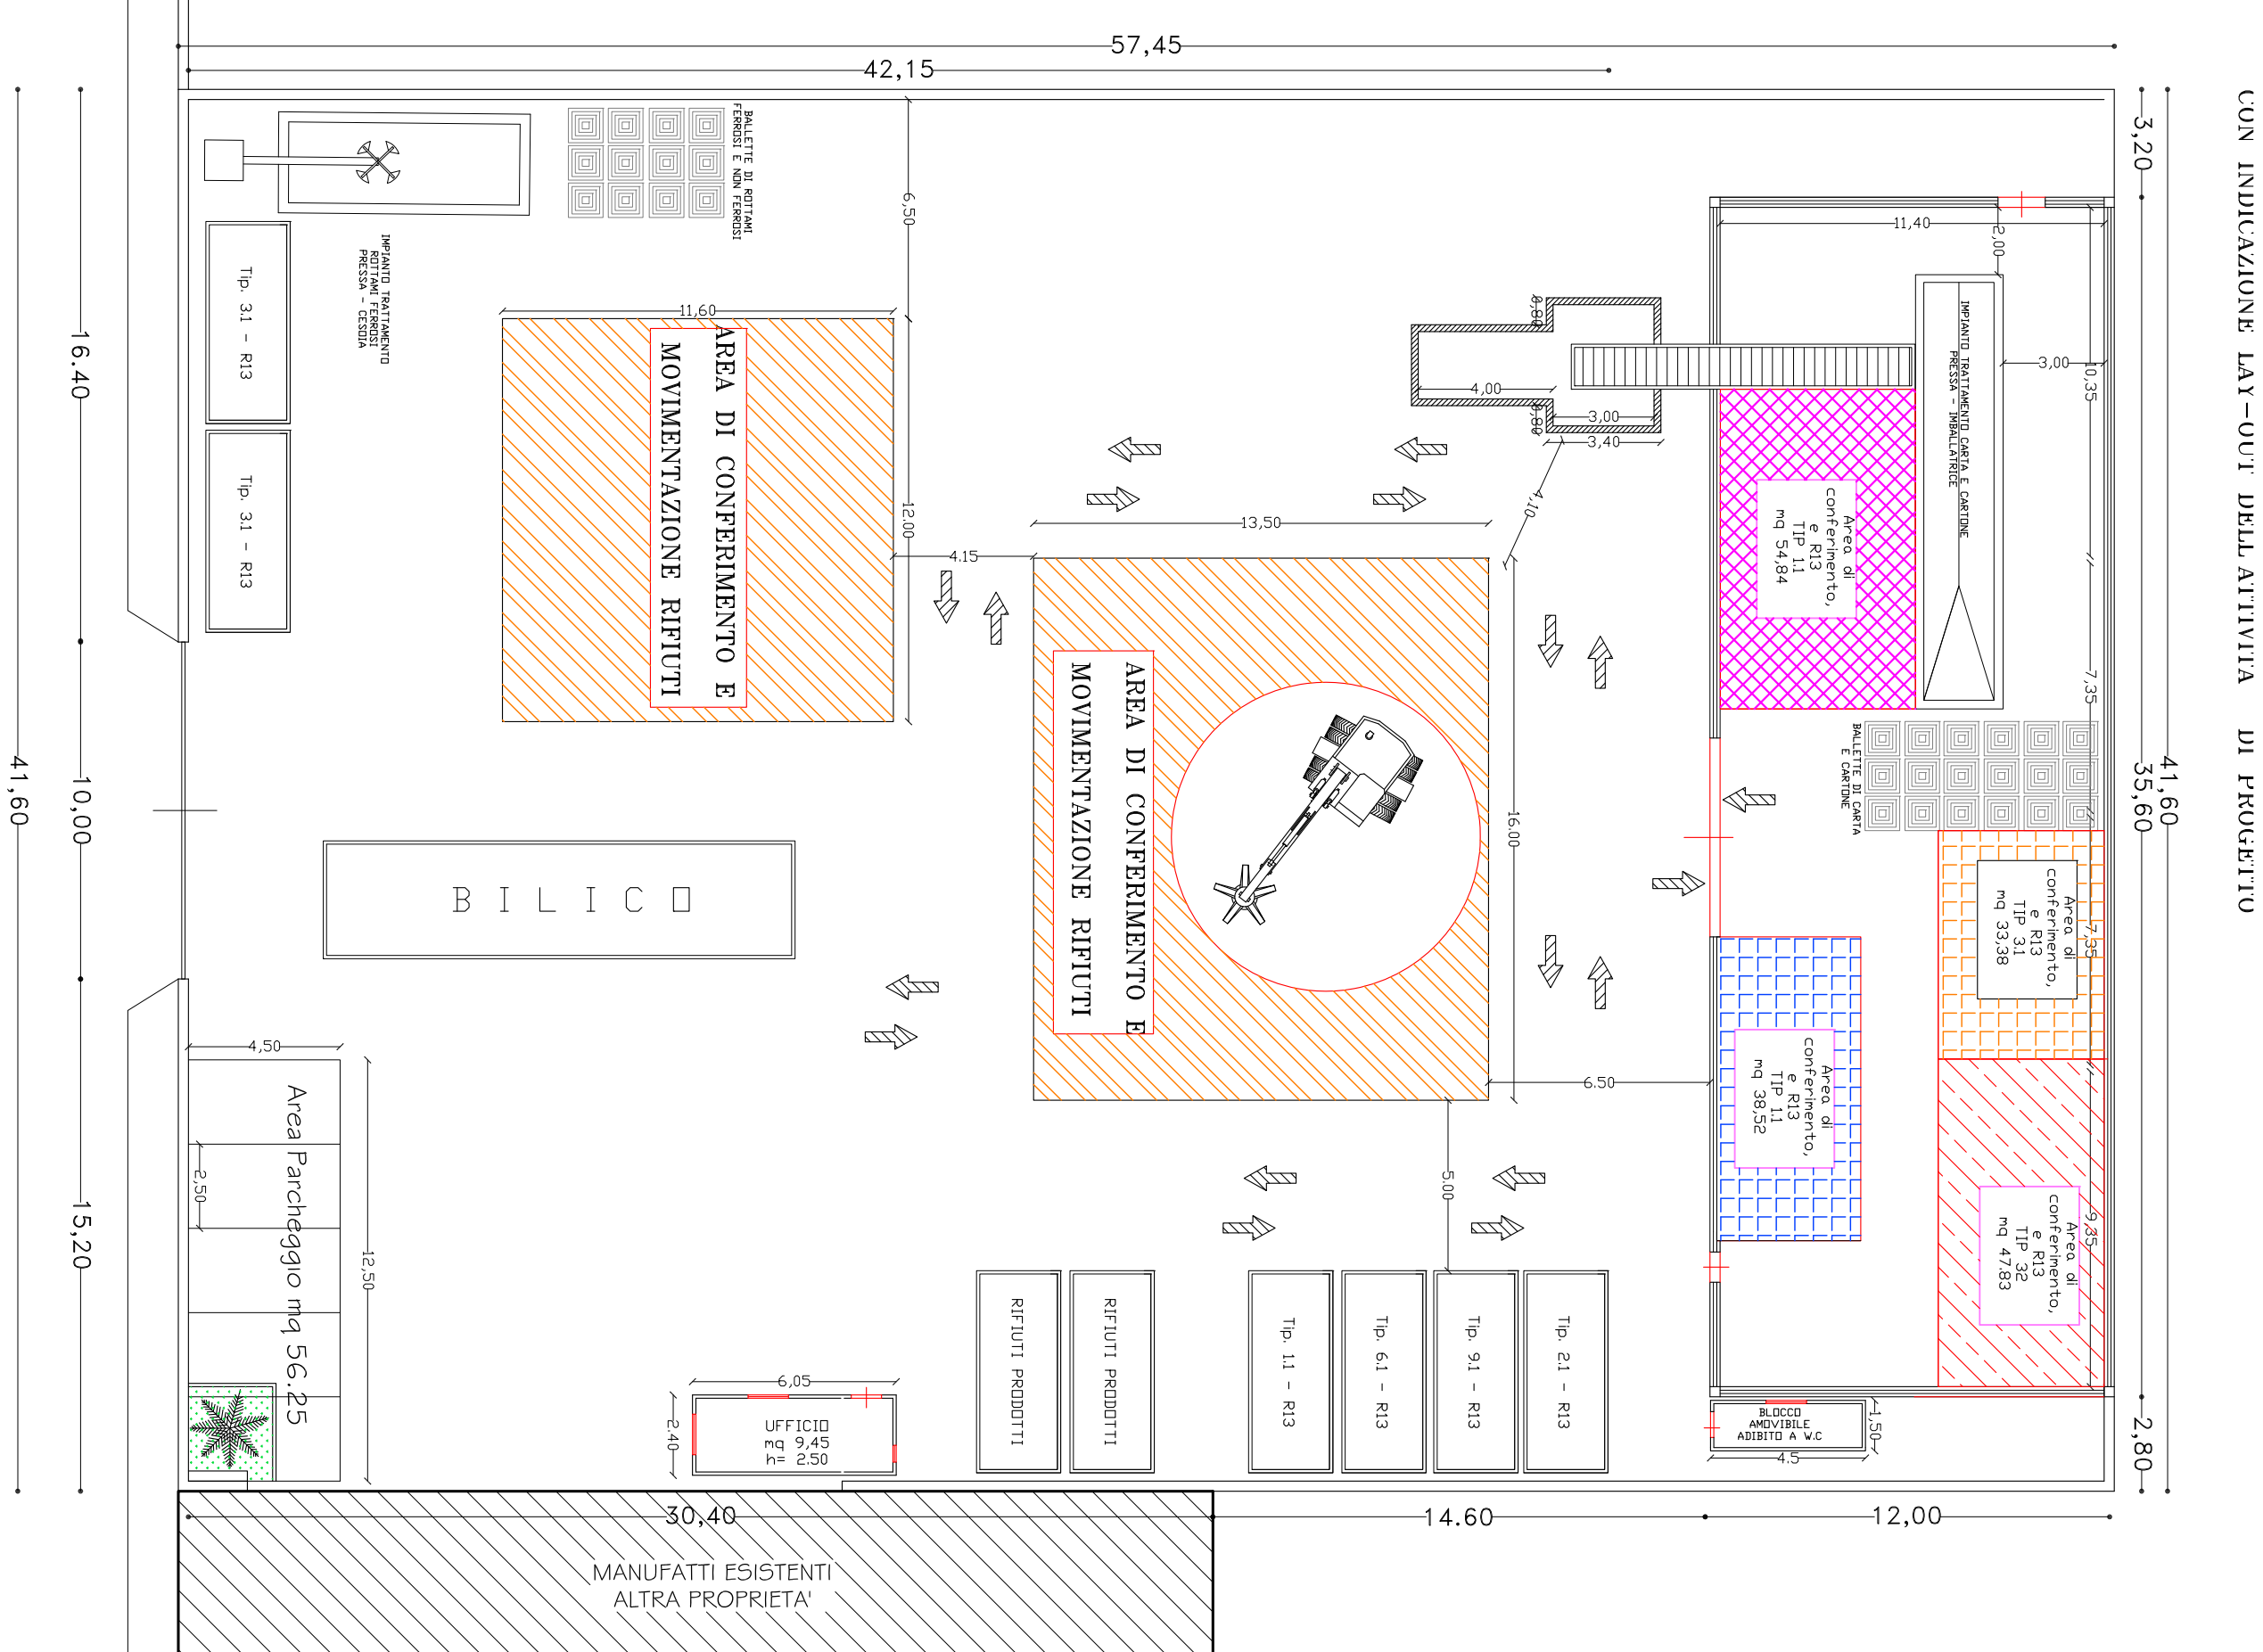 CON INDICAZIONE LAY-OUT DELL'ATTIVITA' DI PROGETTO
57,45
42,15
3,20
41,60
35,60
2,80
16.40
10,00
15,20
41,60
BALLETTE DI ROTTAMI
FERROSI E NON FERROSI
IMPIANTO TRATTAMENTO
ROTTAMI FERROSI
PRESSA - CESOIA
Tip. 3.1 - R13
Tip. 3.1 - R13
6,50
11,60
12.00
AREA DI CONFERIMENTO E
MOVIMENTAZIONE RIFIUTI
4.15
13,50
16.00
AREA DI CONFERIMENTO E
MOVIMENTAZIONE RIFIUTI
0,80
4,00
0,80
3,00
3,40
4,10
11,40
2,00
3,00
10,35
7,35
7,35
9,35
IMPIANTO TRATTAMENTO CARTA E CARTONE
PRESSA - IMBALLATRICE
Area di
conferimento,
e R13
TIP 1.1
mq 54,84
BALLETTE DI CARTA
E CARTONE
Area di
conferimento,
e R13
TIP 3.1
mq 33,38
Area di
conferimento,
e R13
TIP 1.1
mq 38,52
Area di
conferimento,
e R13
TIP 32
mq 47.83
6.50
5.00
BILICO
4,50
2,50
12,50
Area Parcheggio mq 56.25
6,05
2.40
UFFICIO
mq 9,45
h= 2.50
RIFIUTI PRODOTTI
RIFIUTI PRODOTTI
Tip. 1.1 - R13
Tip. 6.1 - R13
Tip. 9.1 - R13
Tip. 2.1 - R13
BLOCCO
AMOVIBILE
ADIBITO A W.C
1,50
4.5
30,40
14.60
12,00
MANUFATTI ESISTENTI
ALTRA PROPRIETA'